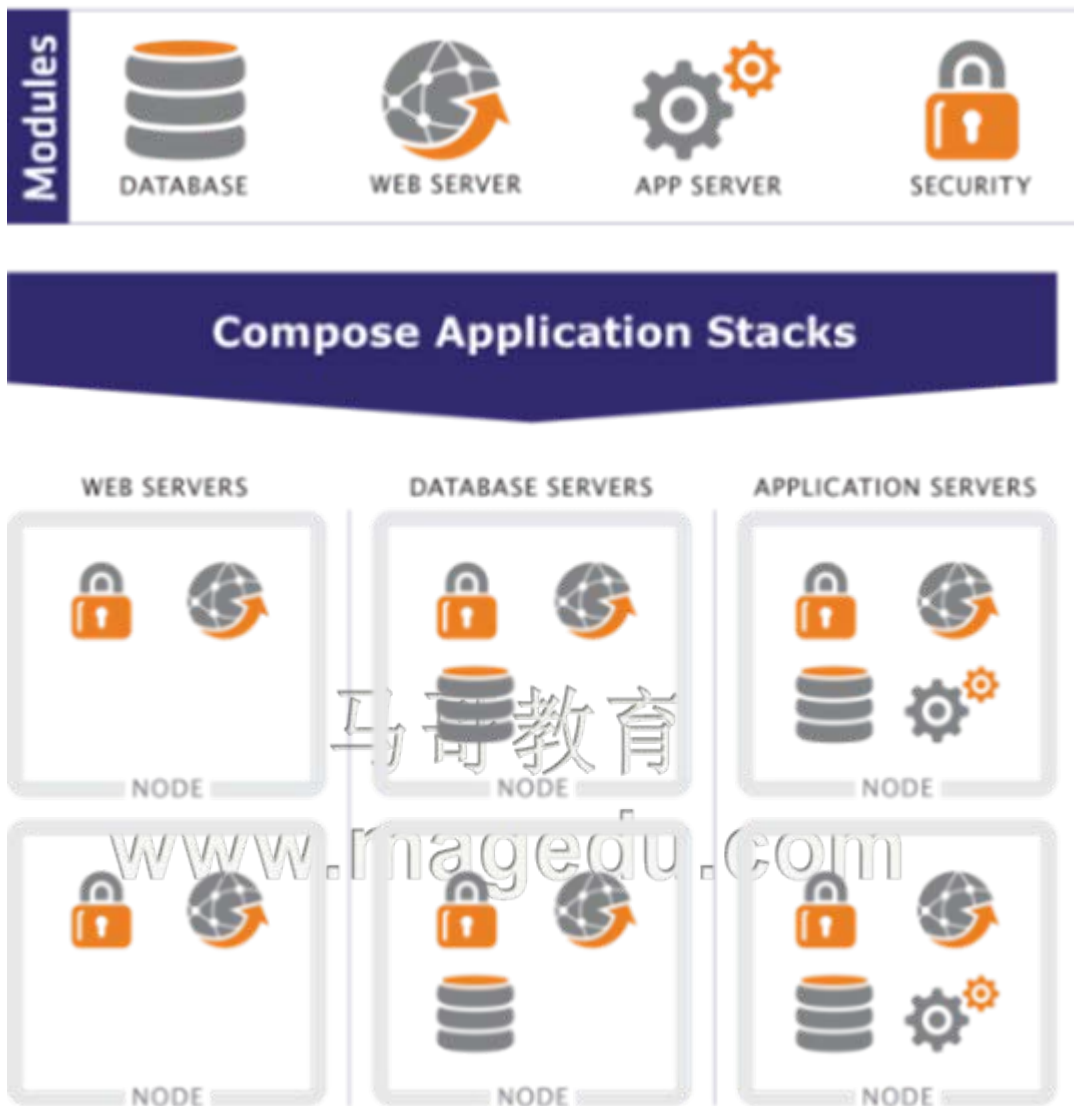 Modules
DATABASE
WEB SERVER
APP SERVER
SECURITY
Compose Application Stacks
WEB SERVERS
DATABASE SERVERS
APPLICATION SERVERS
马哥教育
NODE
NODE
NODE
www.magedu.com
NODE
NODE
NODE